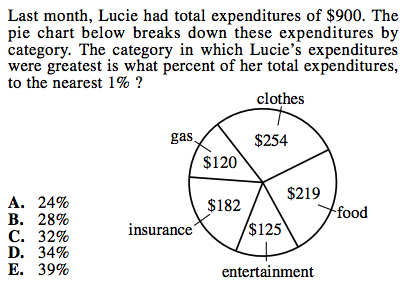 Last month, Lucie had total expenditures of $900. The
pie chart below breaks down these expenditures by
category. The category in which Lucie's expenditures
were greatest is what percent of her total expenditures,
to the nearest 1% ?
clothes
gas
$254
$120
A. 24%
B. 28%
C. 32%
D. 34%
E. 39%
$182
$219
food
insurance
$125
entertainment